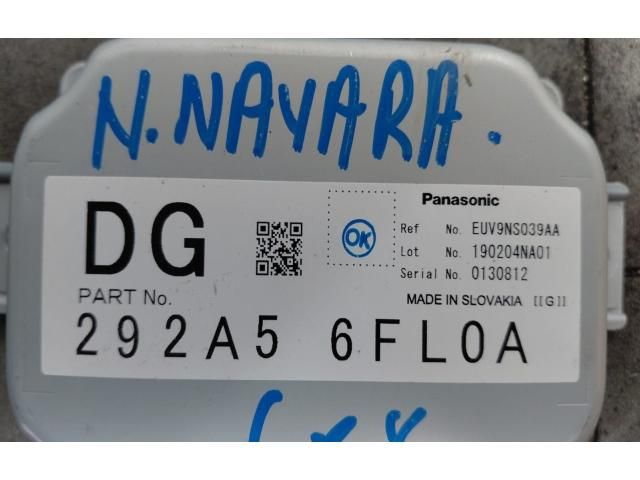 N.NAVARA.
DG
OK
Panasonic
Ref No. EUV9NS039AA
Lot No. 190204NA01
Serial No. 0130812
PART No.
MADE IN SLOVAKIA [[G]]
292A5 6FL0A